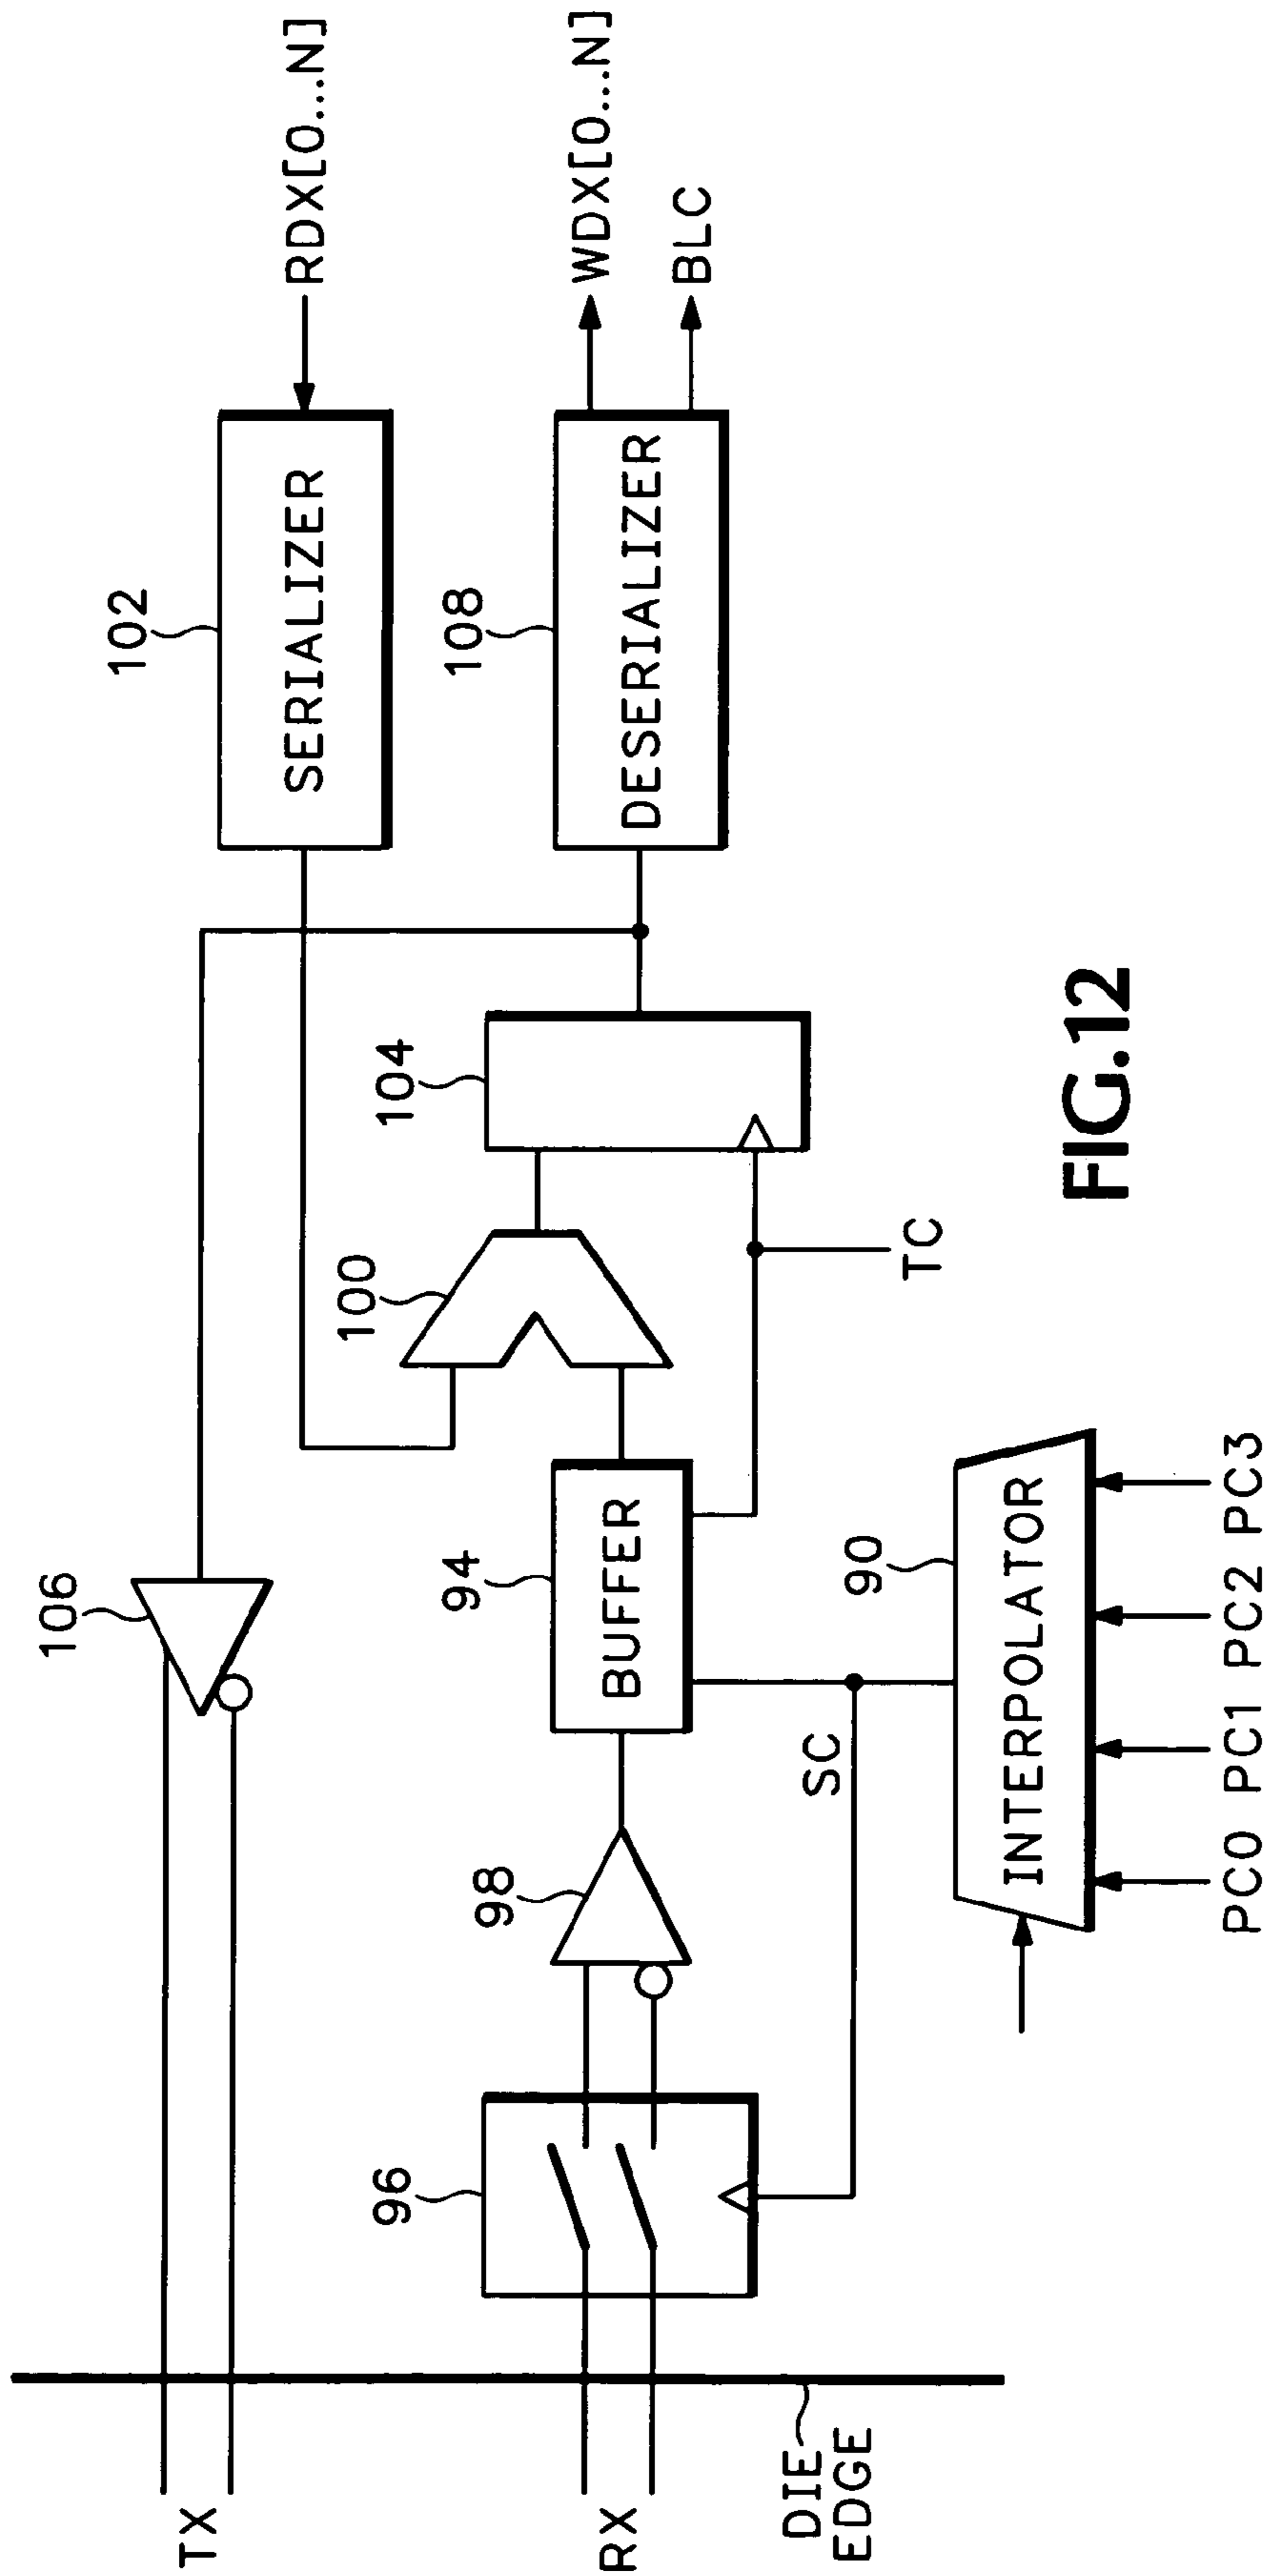 TX
RX
DIE
EDGE
106
96
98
94
BUFFER
SC
90
INTERPOLATOR
PC0 PC1 PC2 PC3
100
104
TC
102
SERIALIZER
RDX[0...N]
108
DESERIALIZER
WDX[0...N]
BLC
FIG.12